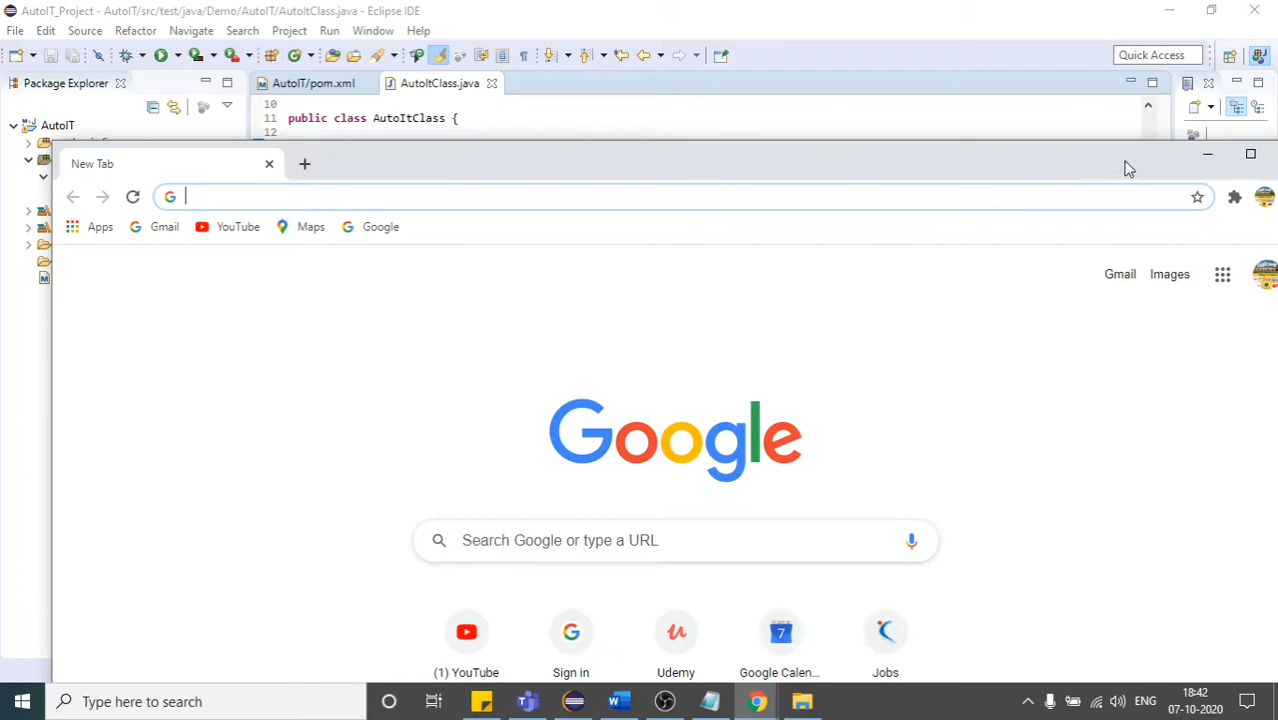 AutoIT_Project - AutoIT/src/test/java/Demo/AutoIT/AutoItClass.java - Eclipse IDE
File Edit Source Refactor Navigate Search Project Run Window Help
Quick Access
Package Explorer
AutoIT/pom.xml
AutoItClass.java
10
AutoIT
11 public class AutoItClass {
12
New Tab
Apps Gmail YouTube Maps Google
Gmail Images
Google
Search Google or type a URL
7
(1) YouTube Sign in Udemy Google Calen... Jobs
Type here to search
ENG
18:42
07-10-2020